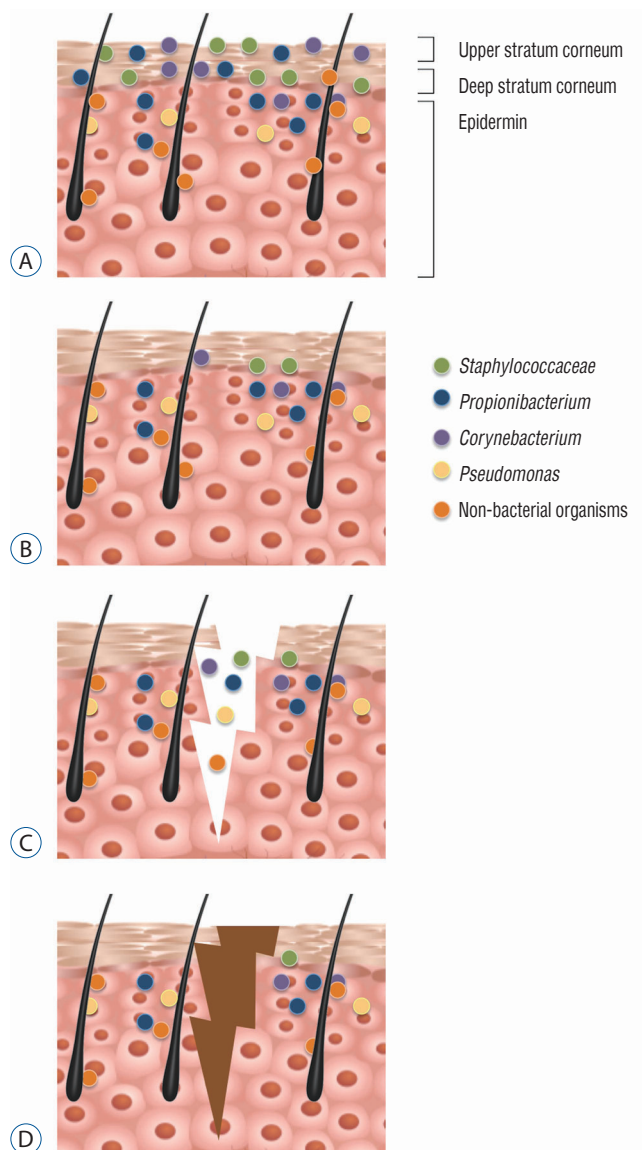 Upper stratum corneum
Deep stratum corneum
Epidermin
A
Staphylococcaceae
Propionibacterium
Corynebacterium
Pseudomonas
Non-bacterial organisms
B
C
D